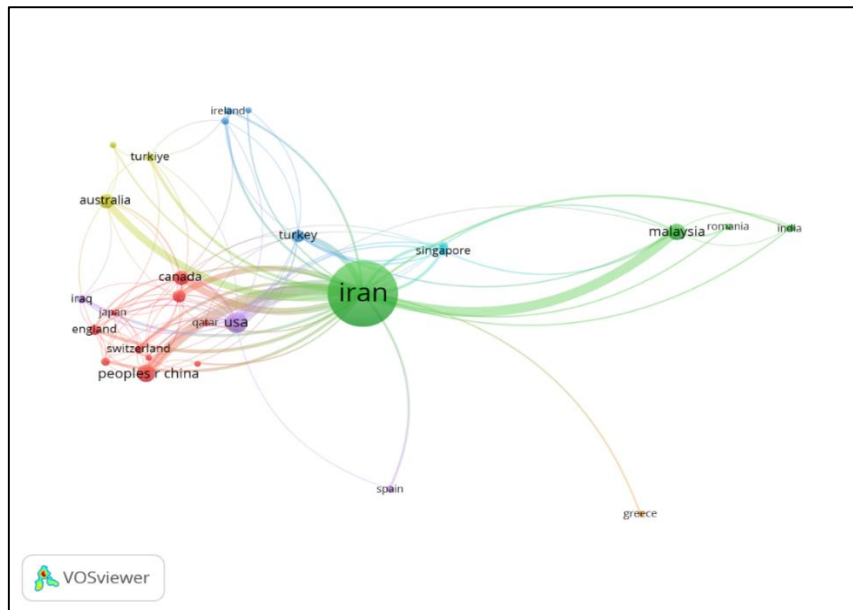 ireland
turkiye
australia
turkey
singapore
malaysia
romania
india
canada
iran
iraq
japan
qatar
usa
england
switzerland
peoples r china
spain
greece
VOSviewer